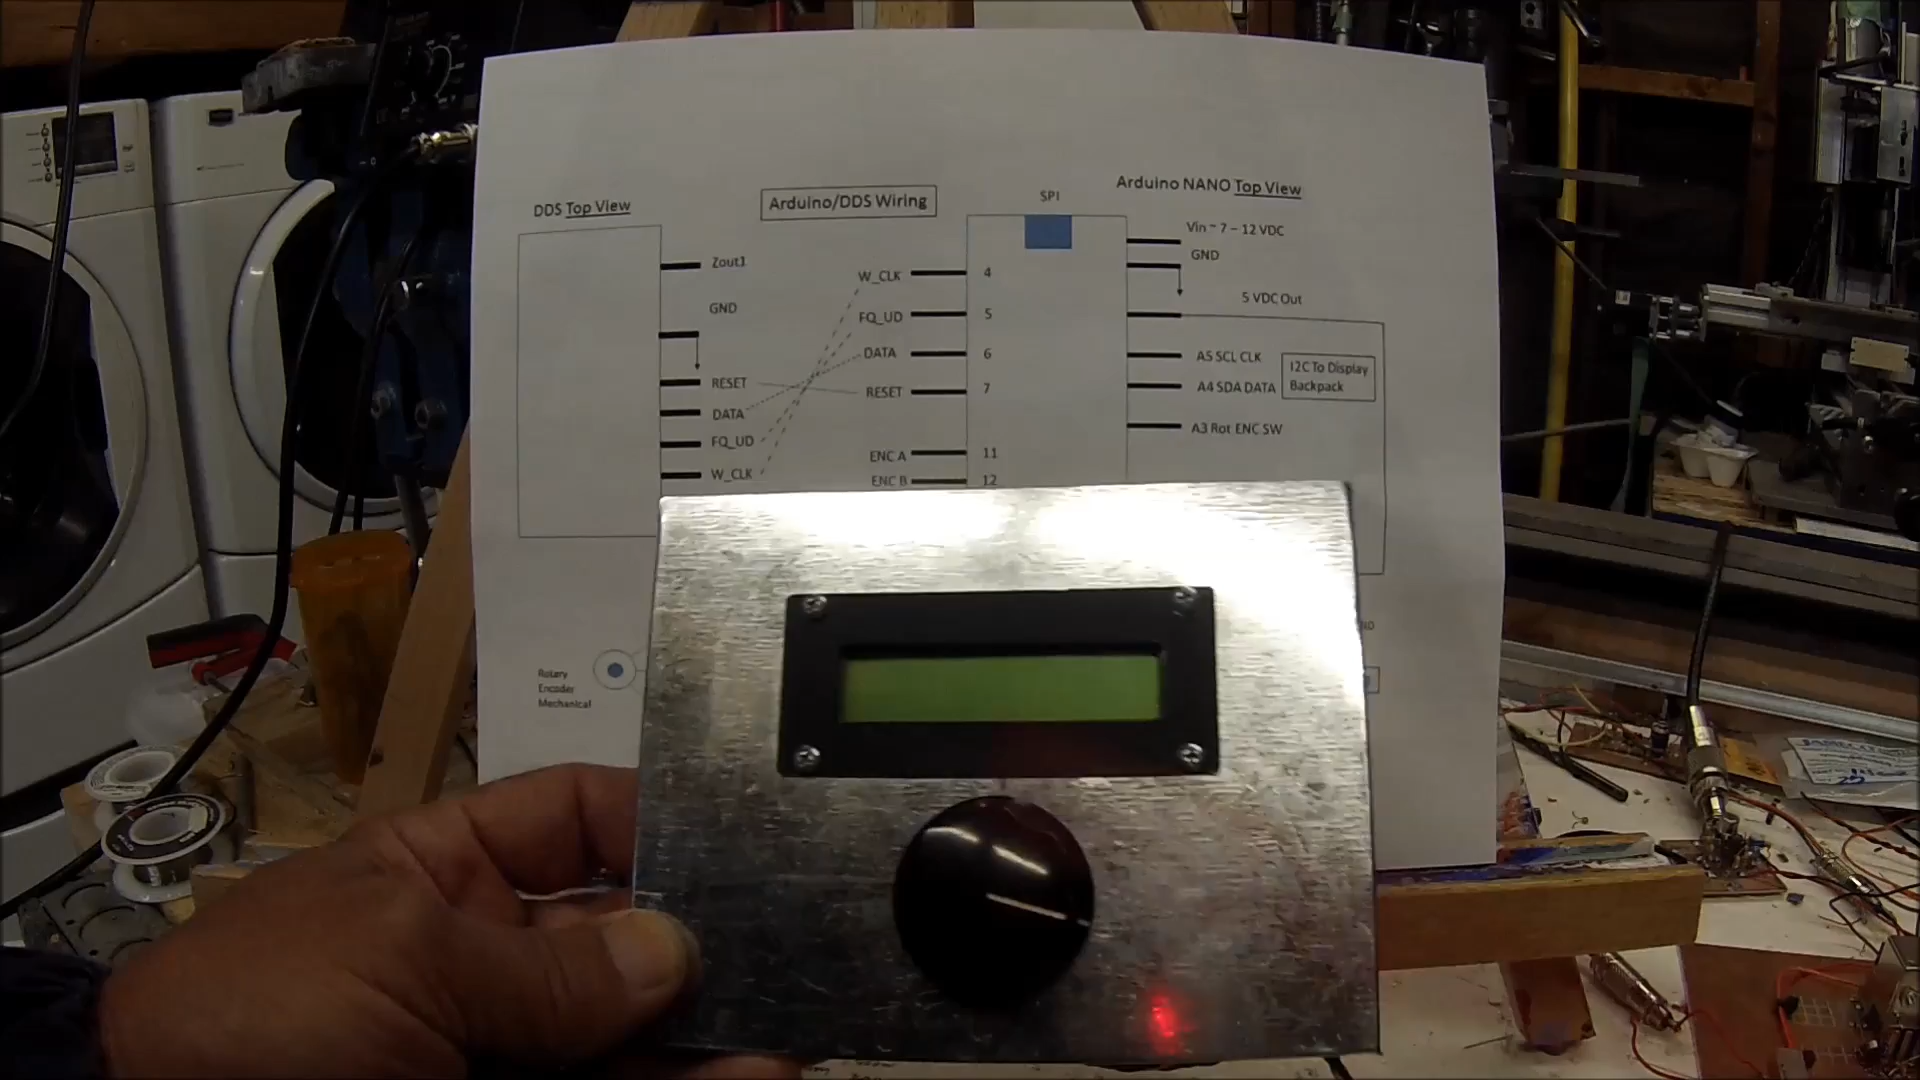 SPI
Arduino NANO Top View
DDS Top View
Arduino/DDS Wiring
Vin = 7 - 12 VDC
GND
Zout1
W_CLK
4
5 VDC Out
GND
FQ_UD
5
DATA
6
A5 SCL CLK
I2C To Display
Backpack
A4 SDA DATA
RESET
RESET
7
DATA
A3 Rot ENC SW
FQ_UD
ENC A
11
W_CLK
ENC B
12
Rotery
Encoder
Mechanical